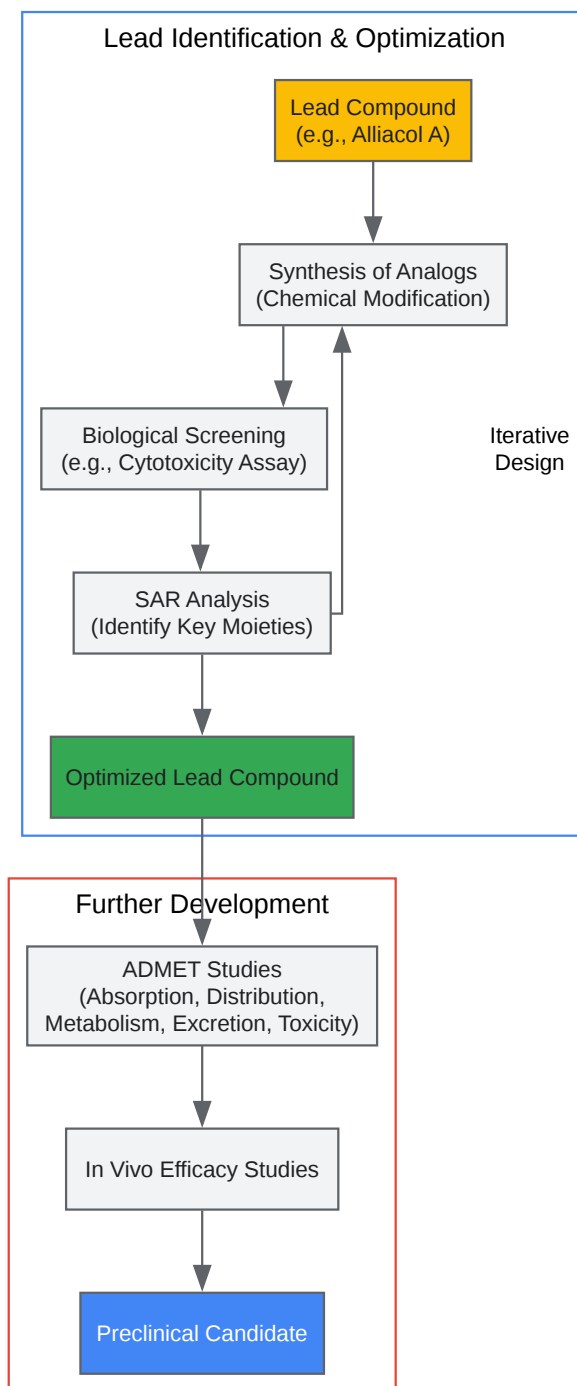 Lead Identification & Optimization
Lead Compound
(e.g., Alliacol A)
Synthesis of Analogs
(Chemical Modification)
Biological Screening
(e.g., Cytotoxicity Assay)
Iterative
Design
SAR Analysis
(Identify Key Moieties)
Optimized Lead Compound
Further Development
ADMET Studies
(Absorption, Distribution,
Metabolism, Excretion, Toxicity)
In Vivo Efficacy Studies
Preclinical Candidate